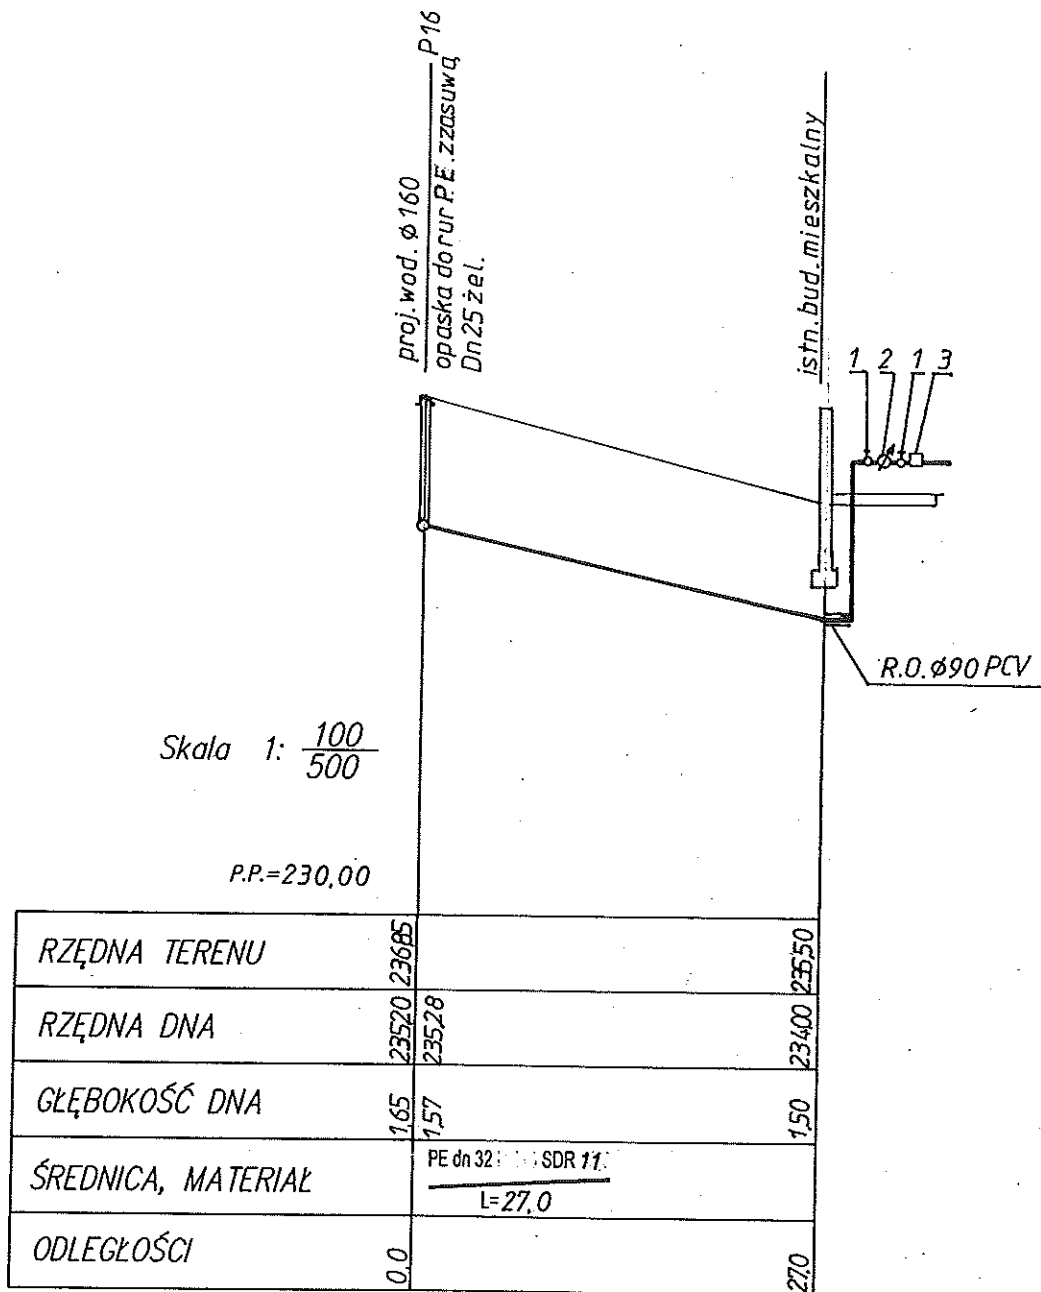 proj.wod. ø160
P16
opaska do rur P.E. z zasuwą
Dn25 żel.
istn. bud. mieszkalny
1 2 1 3
R.O. ø90 PCV
Skala 1: 100
500
P.P.=230,00
RZĘDNA TERENU 236,85 235,50
RZĘDNA DNA 235,20 235,28 234,00
GŁĘBOKOŚĆ DNA 1,65 1,57 1,50
ŚREDNICA, MATERIAŁ PE dn 32 SDR 11
L=27,0
ODLEGŁOŚCI 0,0 27,0